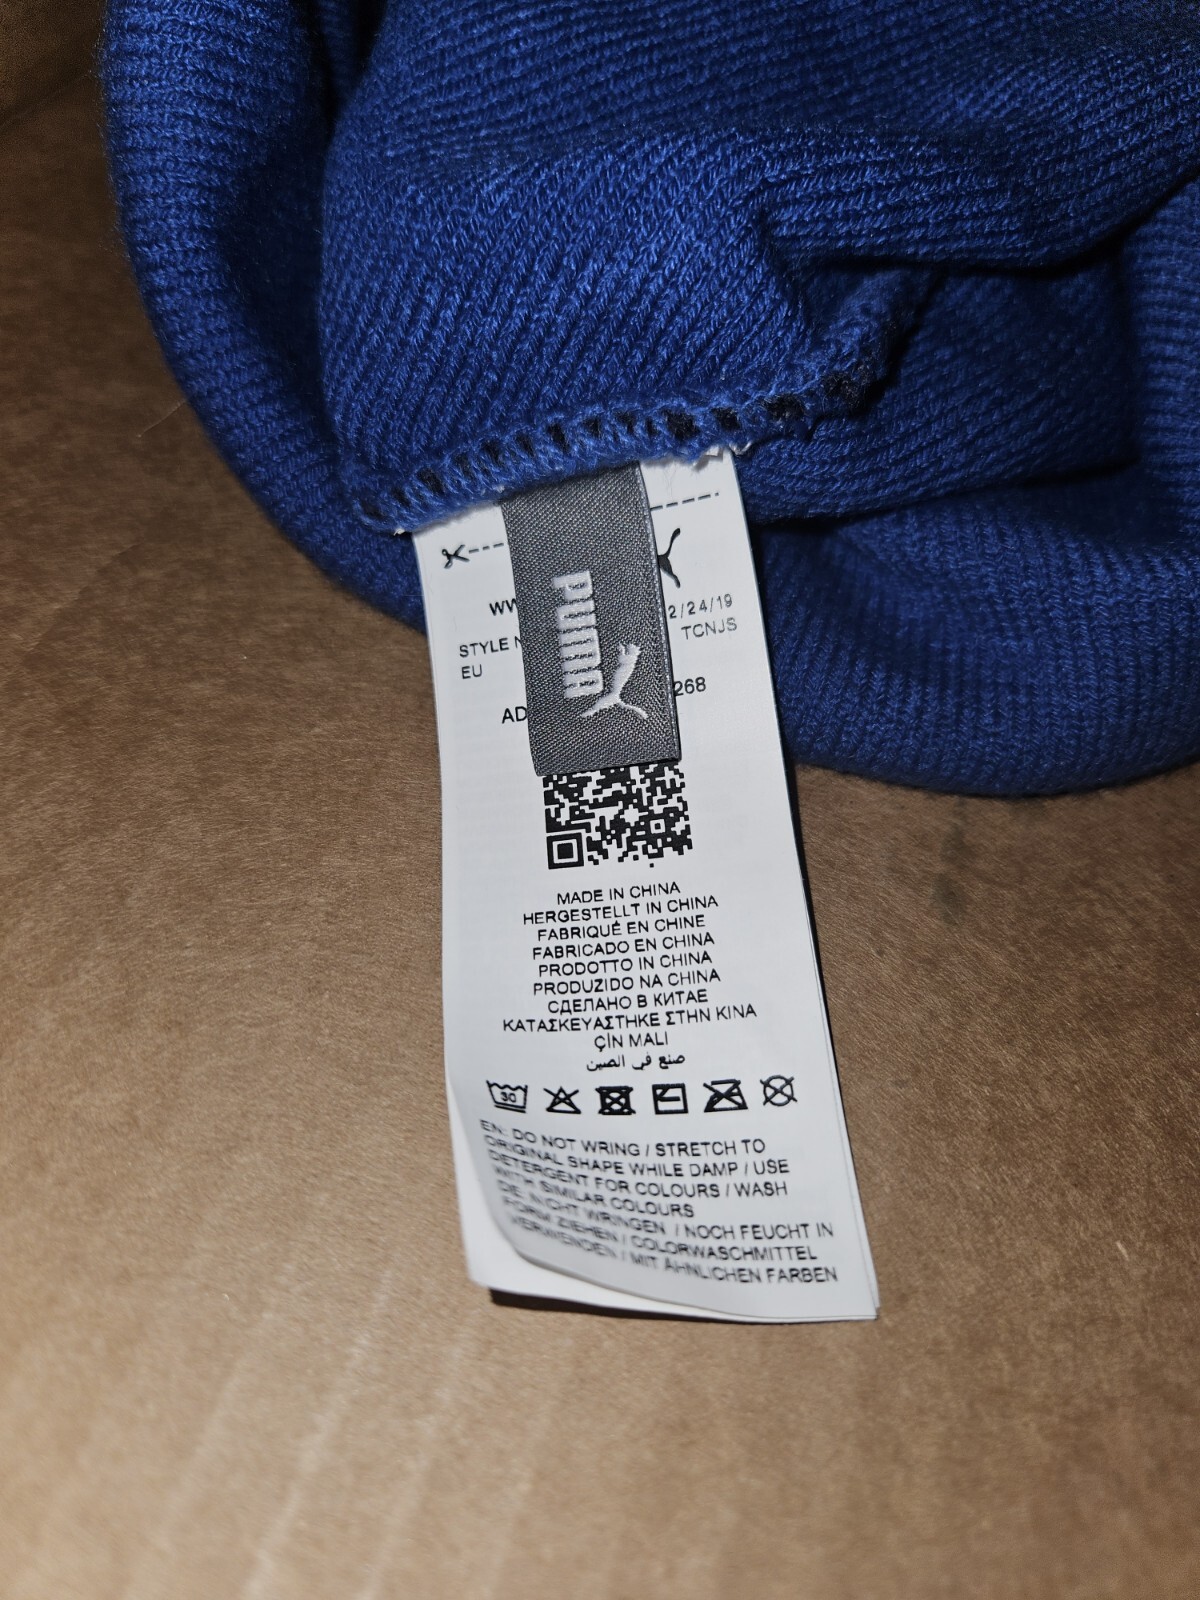 PUMA
WW
2/24/19
STYLE N
TCNJS
EU
AD
268
MADE IN CHINA
HERGESTELLT IN CHINA
FABRIQUÉ EN CHINE
FABRICADO EN CHINA
PRODOTTO IN CHINA
PRODUZIDO NA CHINA
СДЕЛАНО В КИТАЕ
ΚΑΤΑΣΚΕΥΑΣΤΗΚΕ ΣΤΗΝ ΚΙΝΑ
ÇİN MALI
صنع في الصين
30
EN: DO NOT WRING / STRETCH TO
ORIGINAL SHAPE WHILE DAMP / USE
DETERGENT FOR COLOURS / WASH
WITH SIMILAR COLOURS
DE: NICHT WRINGEN / NOCH FEUCHT IN
FORM ZIEHEN / COLORWASCHMITTEL
VERWENDEN / MIT ÄHNLICHEN FARBEN